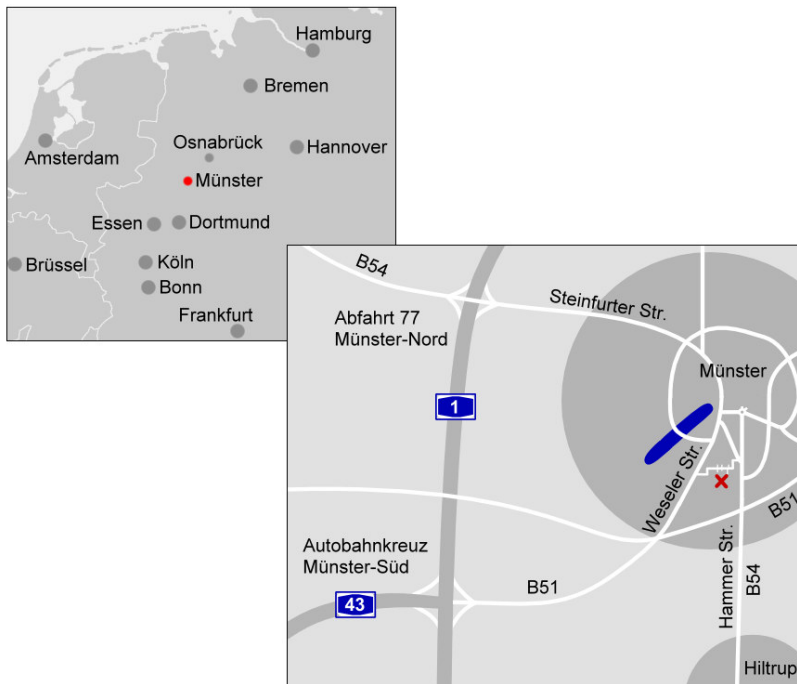 Hamburg
Bremen
Osnabrück
Hannover
Amsterdam
Münster
Essen
Dortmund
Brüssel
Köln
Bonn
Frankfurt
B54
Steinfurter Str.
Abfahrt 77
Münster-Nord
Münster
1
Weseler Str.
B51
Autobahnkreuz
Münster-Süd
Hammer Str.
B54
B51
43
Hiltrup